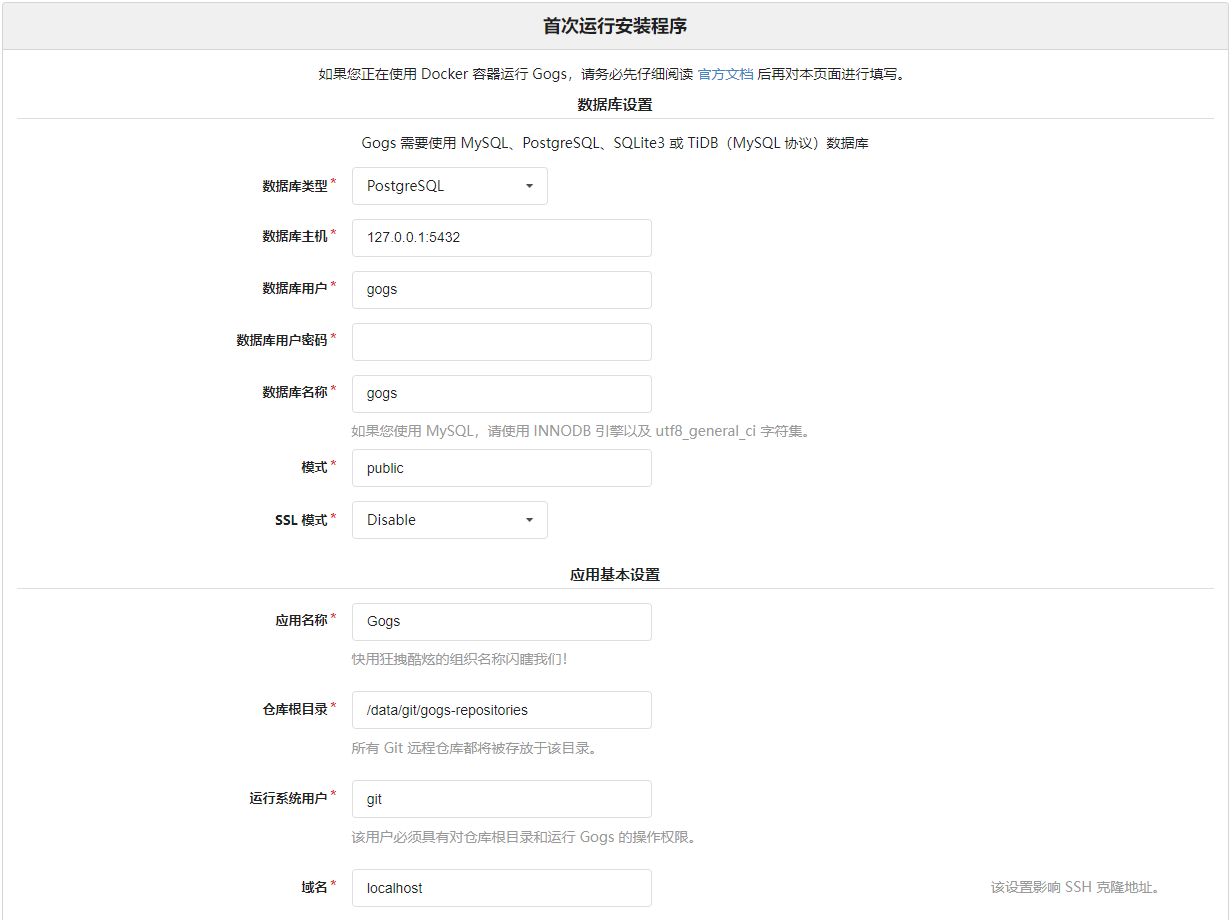 首次运行安装程序
如果您正在使用 Docker 容器运行 Gogs，请务必先仔细阅读 官方文档 后再对本页面进行填写。
数据库设置
Gogs 需要使用 MySQL、PostgreSQL、SQLite3 或 TiDB（MySQL 协议）数据库
数据库类型* PostgreSQL
数据库主机* 127.0.0.1:5432
数据库用户* gogs
数据库用户密码*
数据库名称* gogs
如果您使用 MySQL，请使用 INNODB 引擎以及 utf8_general_ci 字符集。
模式* public
SSL 模式* Disable
应用基本设置
应用名称* Gogs
快用狂拽酷炫的组织名称闪瞎我们！
仓库根目录* /data/git/gogs-repositories
所有 Git 远程仓库都将被存放于该目录。
运行系统用户* git
该用户必须具有对仓库根目录和运行 Gogs 的操作权限。
域名* localhost 该设置影响 SSH 克隆地址。